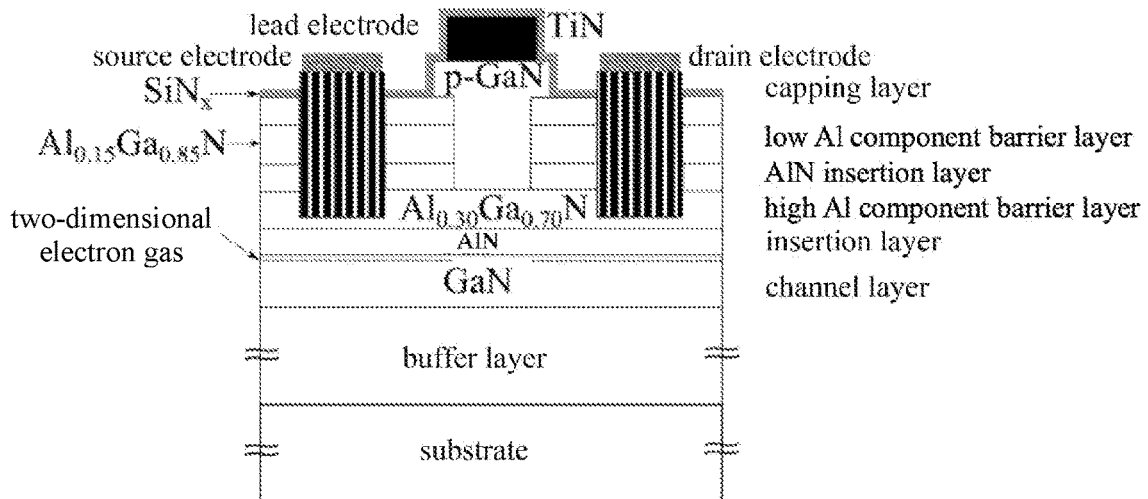 lead electrode
TiN
source electrode
p-GaN
drain electrode
SiNx
capping layer
Al0.15Ga0.85N
low Al component barrier layer
AlN insertion layer
Al0.30Ga0.70N
high Al component barrier layer
two-dimensional
electron gas
AlN
insertion layer
GaN
channel layer
buffer layer
substrate